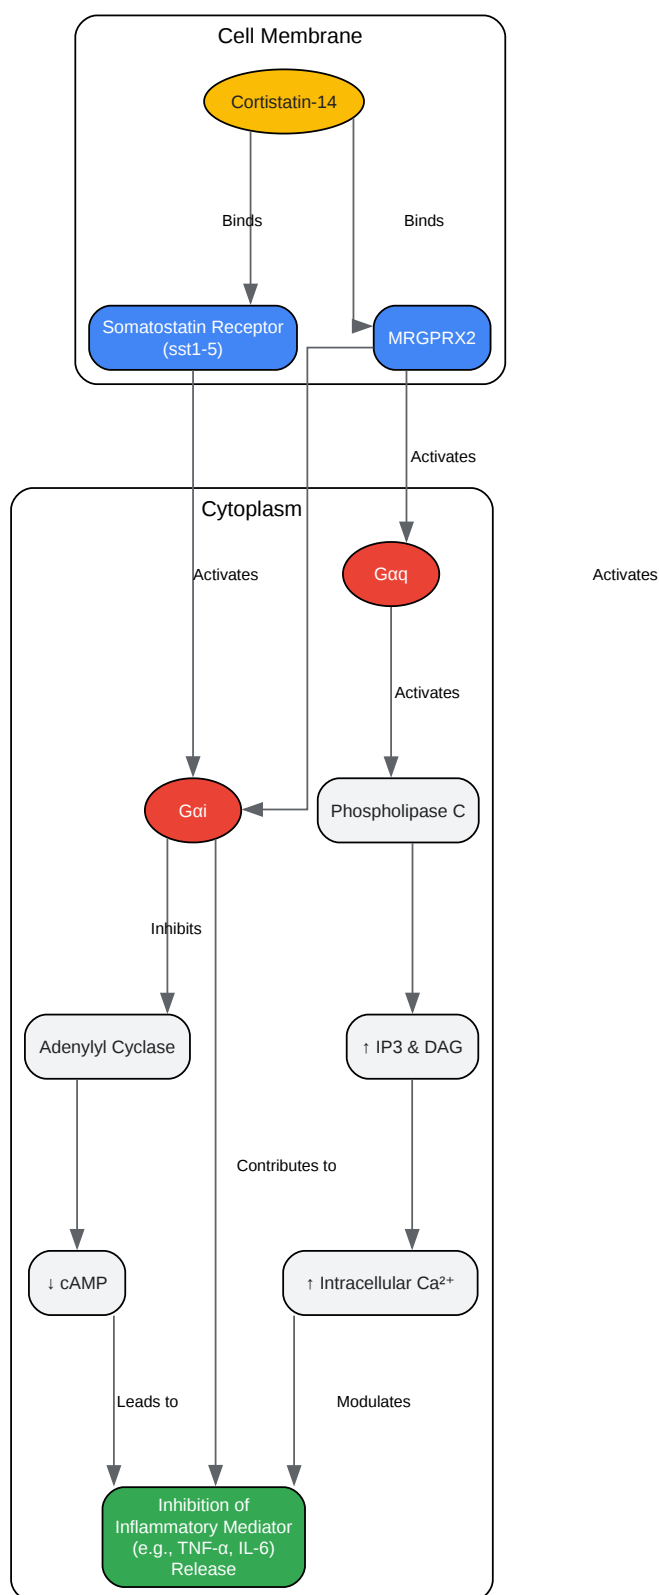 Cell Membrane
Cortistatin-14
Binds
Binds
Somatostatin Receptor
(sst1-5)
MRGPRX2
Activates
Cytoplasm
Activates
Gαq
Activates
Activates
Gαi
Phospholipase C
Inhibits
Adenylyl Cyclase
↑ IP3 & DAG
Contributes to
↓ cAMP
↑ Intracellular Ca²⁺
Leads to
Modulates
Inhibition of
Inflammatory Mediator
(e.g., TNF-α, IL-6)
Release